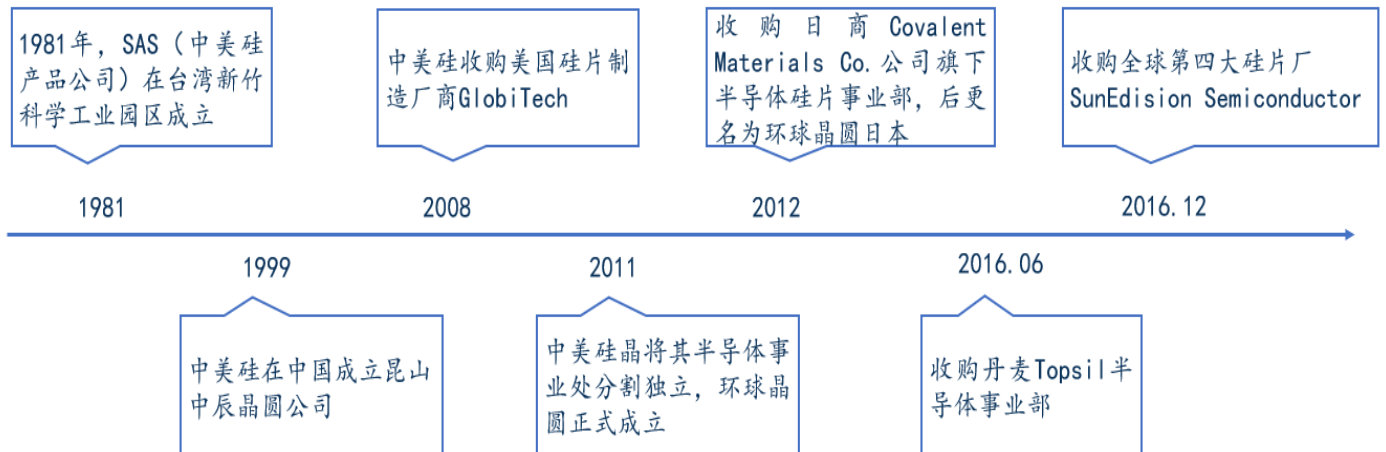 1981年，SAS（中美硅
产品公司）在台湾新竹
科学工业园区成立
中美硅收购美国硅片制
造厂商GlobiTech
收购日商Covalent
Materials Co.公司旗下
半导体硅片事业部，后更
名为环球晶圆日本
收购全球第四大硅片厂
SunEdision Semiconductor
1981
2008
2012
2016.12
1999
2011
2016.06
中美硅在中国成立昆山
中辰晶圆公司
中美硅晶将其半导体事
业处分割独立，环球晶
圆正式成立
收购丹麦Topsil半
导体事业部